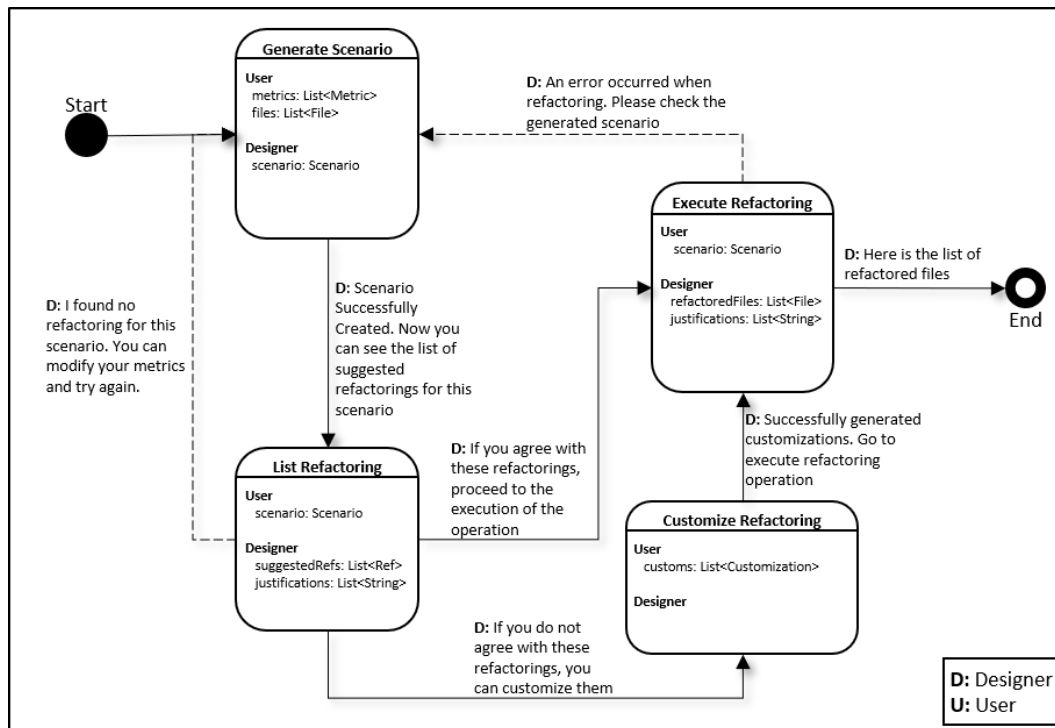 Generate Scenario
User
metrics: List<Metric>
files: List<File>
Designer
scenario: Scenario
Start
D: An error occurred when
refactoring. Please check the
generated scenario
Execute Refactoring
User
scenario: Scenario
Designer
refactoredFiles: List<File>
justifications: List<String>
D: Here is the list of
refactored files
End
D: I found no
refactoring for this
scenario. You can
modify your metrics
and try again.
D: Scenario
Successfully
Created. Now you
can see the list of
suggested
refactorings for this
scenario
List Refactoring
User
scenario: Scenario
Designer
suggestedRefs: List<Ref>
justifications: List<String>
D: If you agree with
these refactorings,
proceed to the
execution of the
operation
D: Successfully generated
customizations. Go to
execute refactoring
operation
Customize Refactoring
User
customs: List<Customization>
Designer
D: If you do not
agree with these
refactorings, you
can customize them
D: Designer
U: User